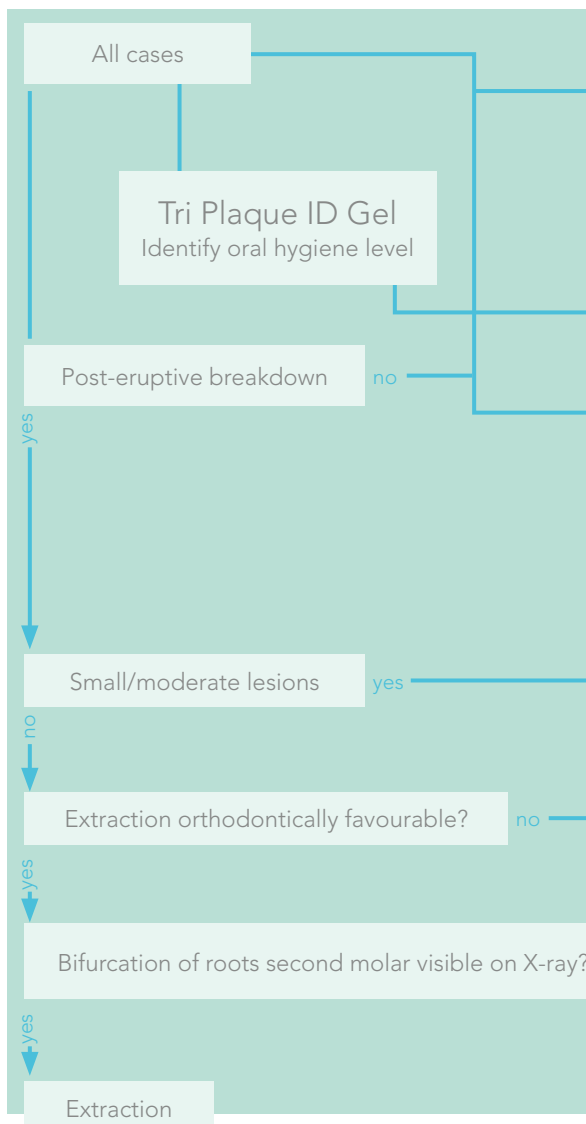 All cases
Tri Plaque ID Gel
Identify oral hygiene level
Post-eruptive breakdown
no
yes
Small/moderate lesions
yes
no
Extraction orthodontically favourable?
no
yes
Bifurcation of roots second molar visible on X-ray?
yes
Extraction